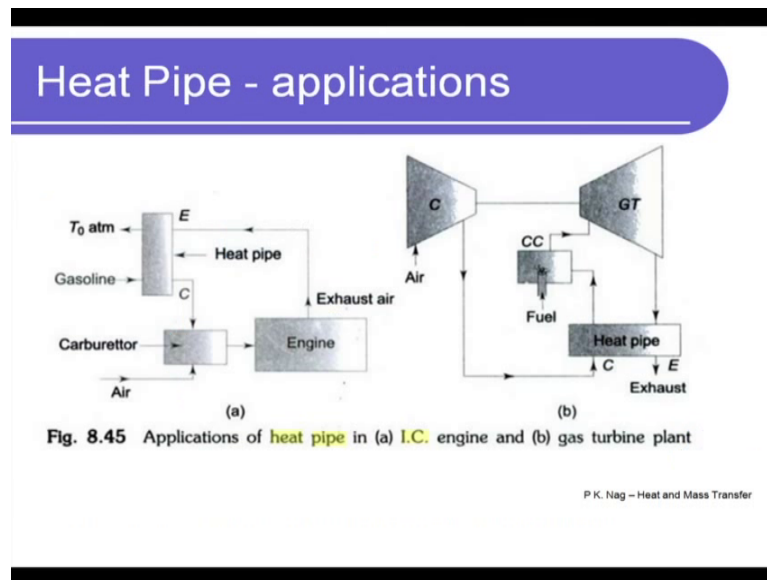 Heat Pipe - applications
T0 atm
E
Heat pipe
Gasoline
C
Exhaust air
Carburettor
Engine
Air
(a)
C
GT
CC
Air
Fuel
Heat pipe
C
E
Exhaust
(b)
Fig. 8.45 Applications of heat pipe in (a) I.C. engine and (b) gas turbine plant
P K. Nag – Heat and Mass Transfer